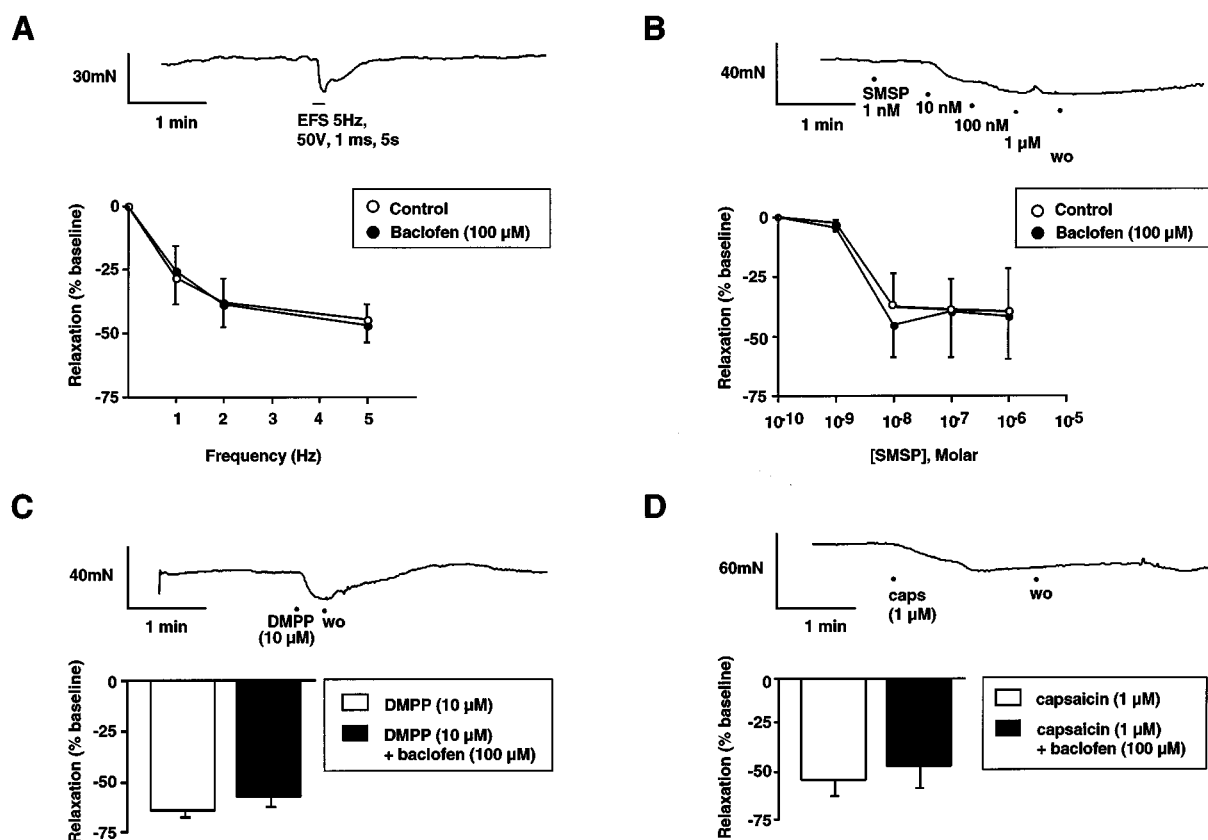 A
30mN
1 min
EFS 5Hz,
50V, 1 ms, 5s
Relaxation (% baseline)
0
-25
-50
-75
Control
Baclofen (100 µM)
1 2 3 4 5
Frequency (Hz)
B
40mN
1 min
SMSP
1 nM
10 nM
100 nM
1 µM
wo
Relaxation (% baseline)
0
-25
-50
-75
Control
Baclofen (100 µM)
10-10 10-9 10-8 10-7 10-6 10-5
[SMSP], Molar
C
40mN
1 min
DMPP
(10 µM)
wo
Relaxation (% baseline)
0
-25
-50
-75
DMPP (10 µM)
DMPP (10 µM)
+ baclofen (100 µM)
D
60mN
1 min
caps
(1 µM)
wo
Relaxation (% baseline)
0
-25
-50
-75
capsaicin (1 µM)
capsaicin (1 µM)
+ baclofen (100 µM)